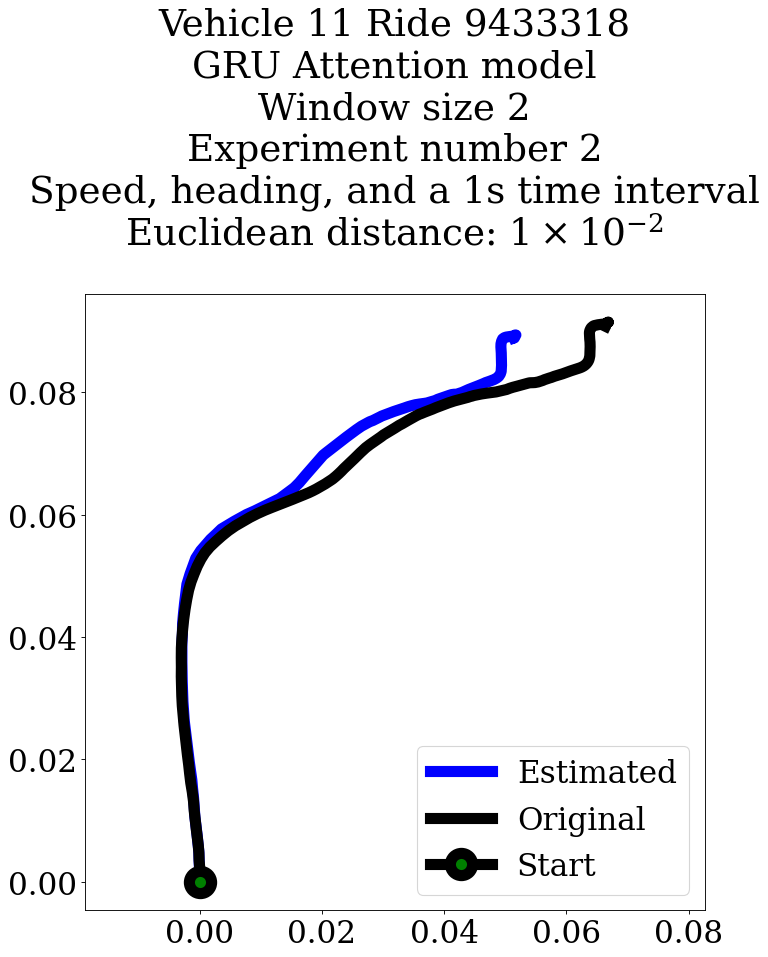 Vehicle 11 Ride 9433318
GRU Attention model
Window size 2
Experiment number 2
Speed, heading, and a 1s time interval
Euclidean distance: 1 × 10⁻²
0.08
0.06
0.04
0.02
0.00
Estimated
Original
Start
0.00 0.02 0.04 0.06 0.08